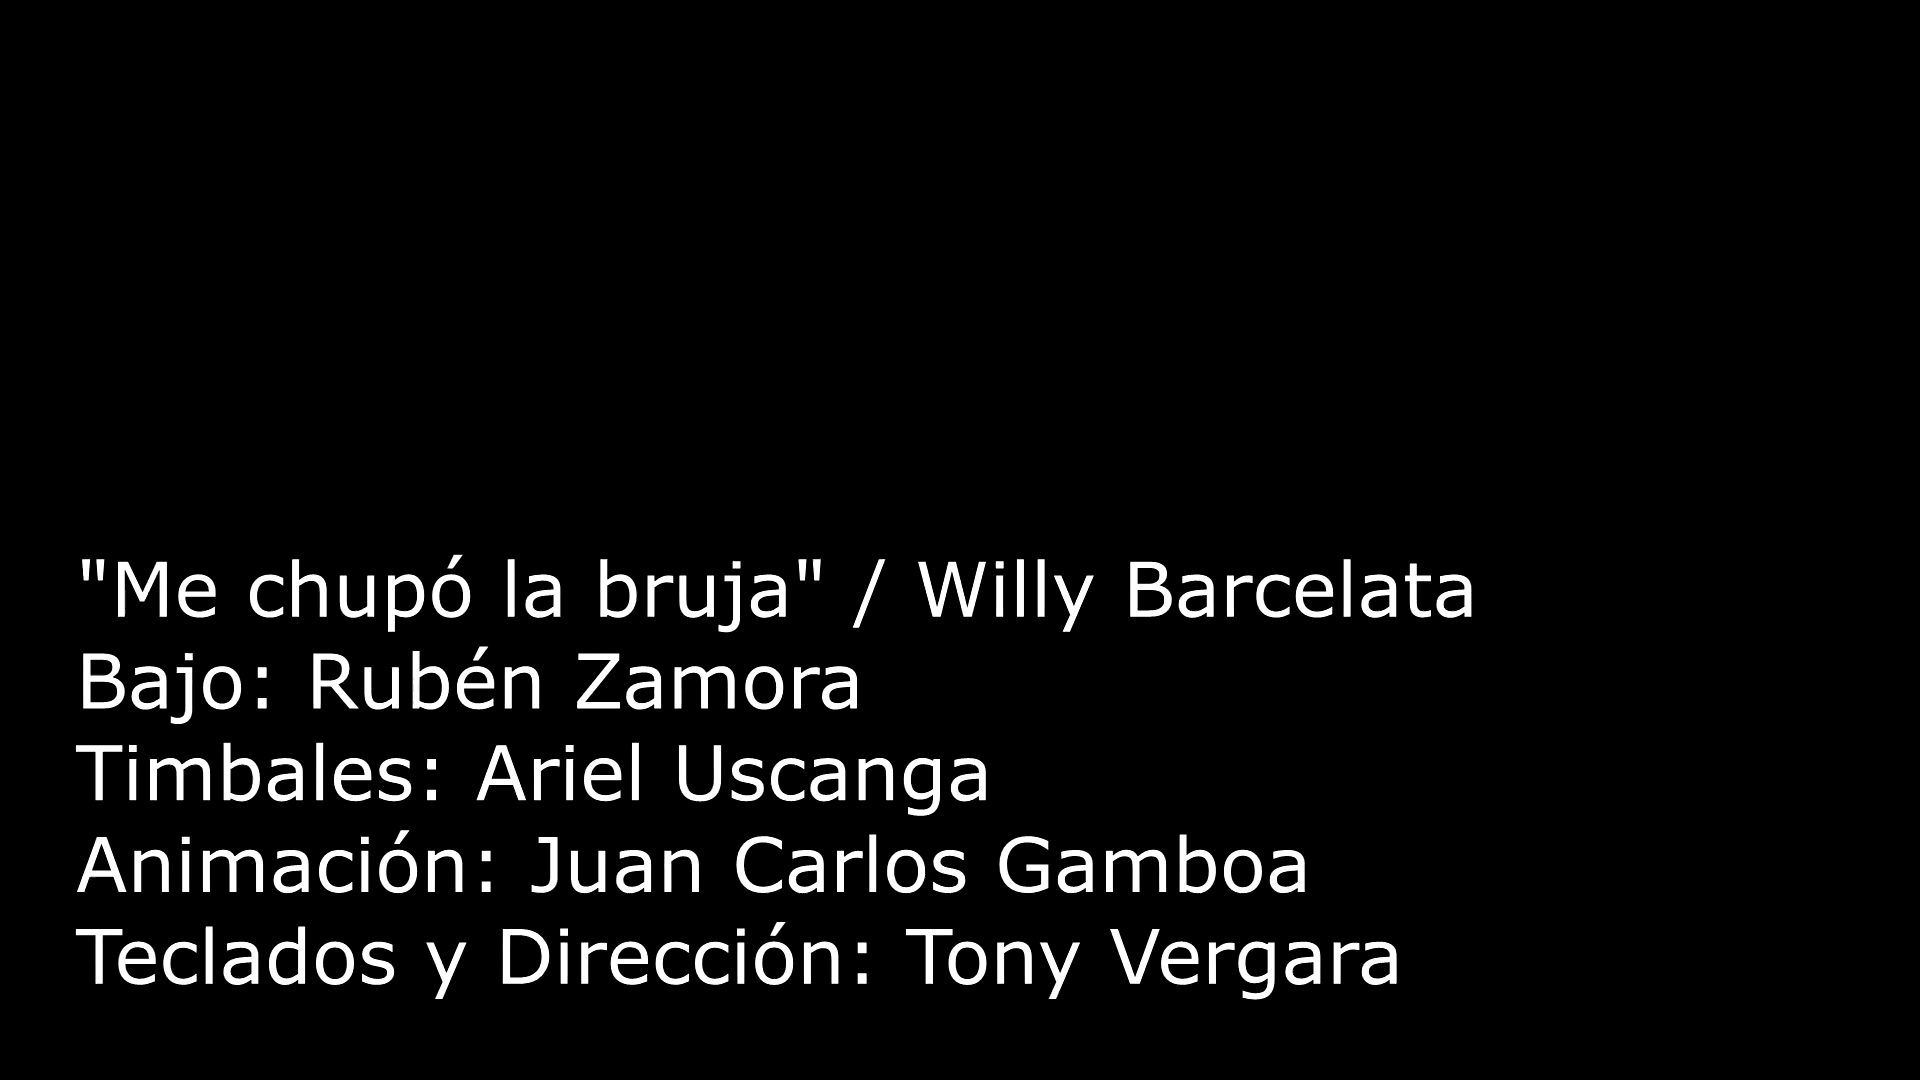 "Me chupó la bruja" / Willy Barcelata
Bajo: Rubén Zamora
Timbales: Ariel Uscanga
Animación: Juan Carlos Gamboa
Teclados y Dirección: Tony Vergara